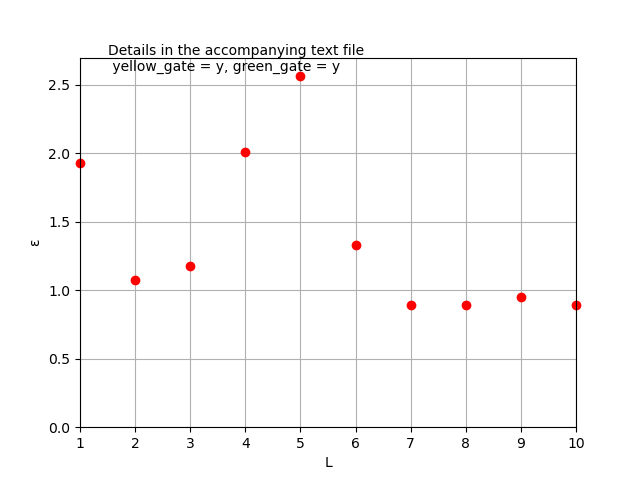 Details in the accompanying text file
yellow_gate = y, green_gate = y
2.5
2.0
1.5
1.0
0.5
0.0
ε
1 2 3 4 5 6 7 8 9 10
L